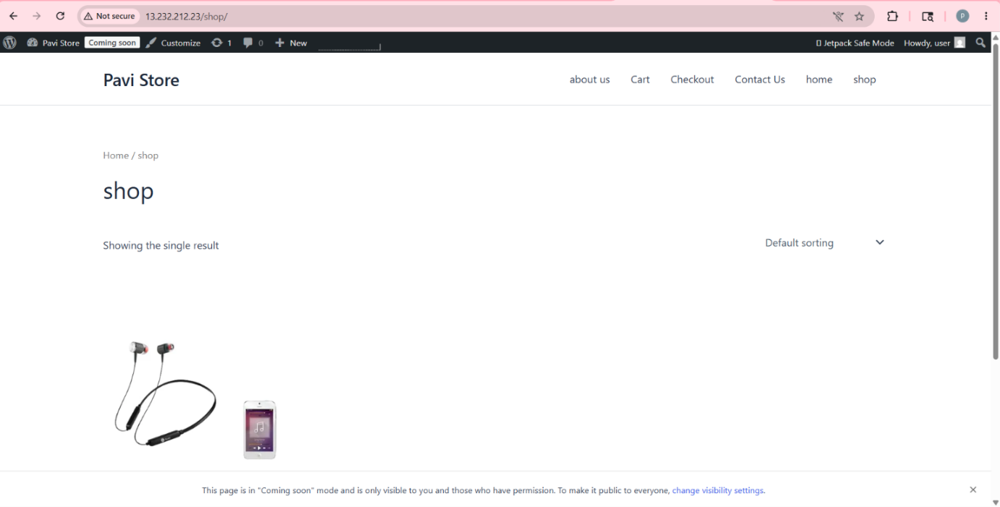 Not secure 13.232.212.23/shop/
P
Pavi Store Coming soon Customize 1 0 New
Jetpack Safe Mode Howdy, user
Pavi Store
about us Cart Checkout Contact Us home shop
Home / shop
shop
Showing the single result
Default sorting
This page is in "Coming soon" mode and is only visible to you and those who have permission. To make it public to everyone, change visibility settings.